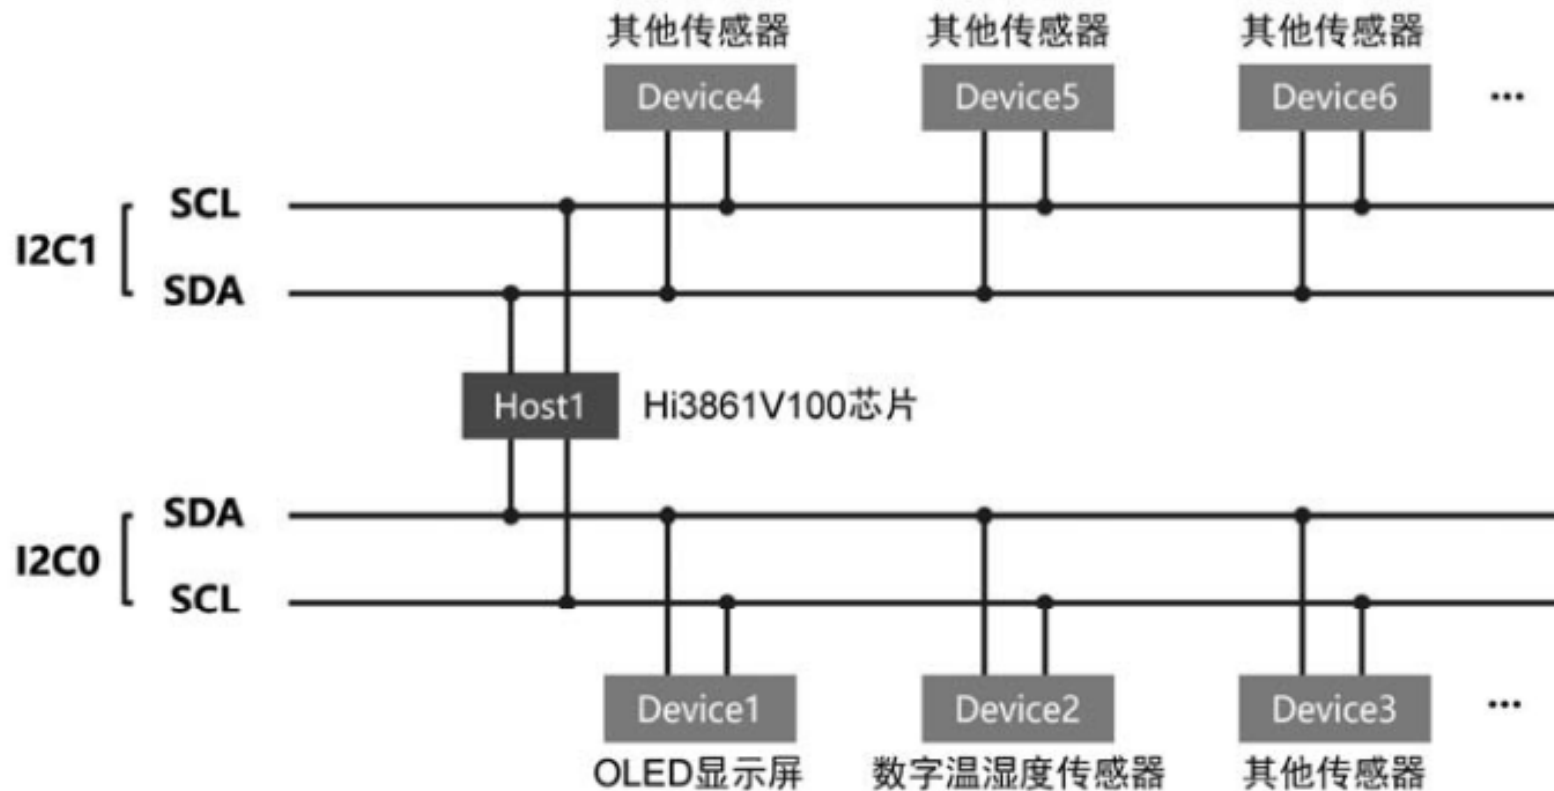 其他传感器 其他传感器 其他传感器
Device4 Device5 Device6 ...
SCL
I2C1
SDA
Host1 Hi3861V100芯片
SDA
I2C0
SCL
Device1 Device2 Device3 ...
OLED显示屏 数字温湿度传感器 其他传感器